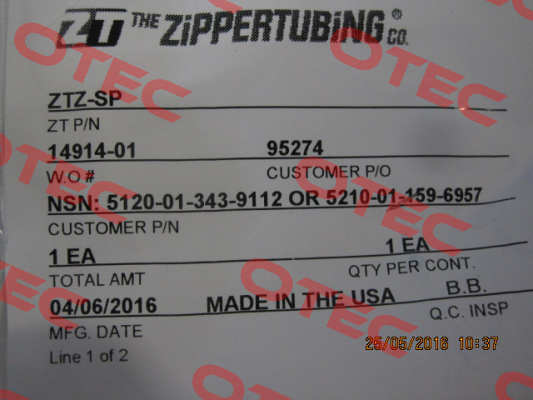 ZT THE ZiPPERTUBiNG® CO.
ZTZ-SP
ZT P/N
14914-01 95274
W.O # CUSTOMER P/O
NSN: 5120-01-343-9112 OR 5210-01-159-6957
CUSTOMER P/N
1 EA 1 EA
TOTAL AMT QTY PER CONT.
04/06/2016 MADE IN THE USA B.B.
MFG. DATE Q.C. INSP
Line 1 of 2
25/05/2016 10:37
OTEC